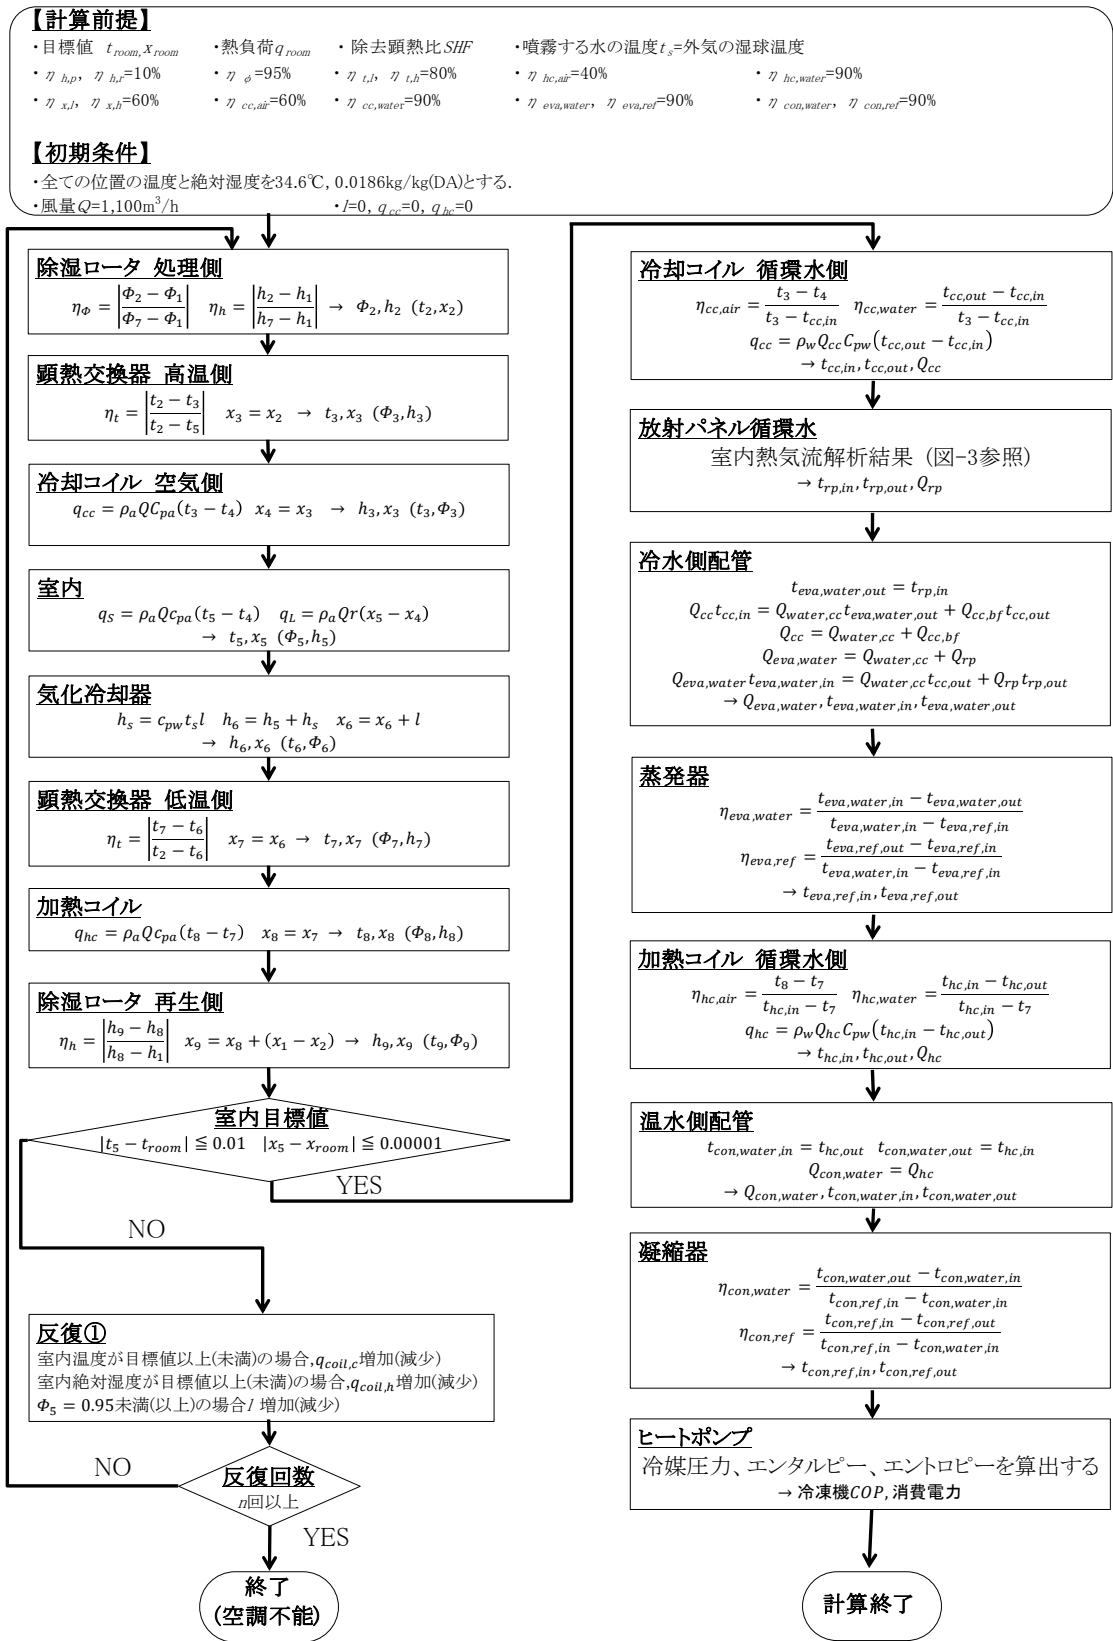 【計算前提】
・目標値 t_room, x_room ・熱負荷q_room ・除去顕熱比SHF ・噴霧する水の温度t_s=外気の湿球温度
・η_h,p, η_h,r=10% ・η_φ=95% ・η_t,l, η_t,h=80% ・η_hc,air=40% ・η_hc,water=90%
・η_x,l, η_x,h=60% ・η_cc,air=60% ・η_cc,water=90% ・η_eva,water, η_eva,ref=90% ・η_con,water, η_con,ref=90%
【初期条件】
・全ての位置の温度と絶対湿度を34.6℃, 0.0186kg/kg(DA)とする.
・風量Q=1,100m³/h ・l=0, q_cc=0, q_hc=0
除湿ロータ 処理側
η_Φ = |(Φ_2 − Φ_1)/(Φ_7 − Φ_1)| η_h = |(h_2 − h_1)/(h_7 − h_1)| → Φ_2, h_2 (t_2, x_2)
顕熱交換器 高温側
η_t = |(t_2 − t_3)/(t_2 − t_5)| x_3 = x_2 → t_3, x_3 (Φ_3, h_3)
冷却コイル 空気側
q_cc = ρ_a Q C_pa (t_3 − t_4) x_4 = x_3 → h_3, x_3 (t_3, Φ_3)
室内
q_S = ρ_a Q c_pa (t_5 − t_4) q_L = ρ_a Q r(x_5 − x_4)
→ t_5, x_5 (Φ_5, h_5)
気化冷却器
h_s = c_pw t_s l h_6 = h_5 + h_s x_6 = x_6 + l
→ h_6, x_6 (t_6, Φ_6)
顕熱交換器 低温側
η_t = |(t_7 − t_6)/(t_2 − t_6)| x_7 = x_6 → t_7, x_7 (Φ_7, h_7)
加熱コイル
q_hc = ρ_a Q c_pa (t_8 − t_7) x_8 = x_7 → t_8, x_8 (Φ_8, h_8)
除湿ロータ 再生側
η_h = |(h_9 − h_8)/(h_8 − h_1)| x_9 = x_8 + (x_1 − x_2) → h_9, x_9 (t_9, Φ_9)
室内目標値
|t_5 − t_room| ≦ 0.01 |x_5 − x_room| ≦ 0.00001
YES
NO
反復①
室内温度が目標値以上(未満)の場合,q_coil,c増加(減少)
室内絶対湿度が目標値以上(未満)の場合,q_coil,h増加(減少)
Φ_5 = 0.95未満(以上)の場合l 増加(減少)
NO
反復回数
n回以上
YES
終了
(空調不能)
冷却コイル 循環水側
η_cc,air = (t_3 − t_4)/(t_3 − t_cc,in) η_cc,water = (t_cc,out − t_cc,in)/(t_3 − t_cc,in)
q_cc = ρ_w Q_cc C_pw (t_cc,out − t_cc,in)
→ t_cc,in, t_cc,out, Q_cc
放射パネル循環水
室内熱気流解析結果 (図-3参照)
→ t_rp,in, t_rp,out, Q_rp
冷水側配管
t_eva,water,out = t_rp,in
Q_cc t_cc,in = Q_water,cc t_eva,water,out + Q_cc,bf t_cc,out
Q_cc = Q_water,cc + Q_cc,bf
Q_eva,water = Q_water,cc + Q_rp
Q_eva,water t_eva,water,in = Q_water,cc t_cc,out + Q_rp t_rp,out
→ Q_eva,water, t_eva,water,in, t_eva,water,out
蒸発器
η_eva,water = (t_eva,water,in − t_eva,water,out)/(t_eva,water,in − t_eva,ref,in)
η_eva,ref = (t_eva,ref,out − t_eva,ref,in)/(t_eva,water,in − t_eva,ref,in)
→ t_eva,ref,in, t_eva,ref,out
加熱コイル 循環水側
η_hc,air = (t_8 − t_7)/(t_hc,in − t_7) η_hc,water = (t_hc,in − t_hc,out)/(t_hc,in − t_7)
q_hc = ρ_w Q_hc C_pw (t_hc,in − t_hc,out)
→ t_hc,in, t_hc,out, Q_hc
温水側配管
t_con,water,in = t_hc,out t_con,water,out = t_hc,in
Q_con,water = Q_hc
→ Q_con,water, t_con,water,in, t_con,water,out
凝縮器
η_con,water = (t_con,water,out − t_con,water,in)/(t_con,ref,in − t_con,water,in)
η_con,ref = (t_con,ref,in − t_con,ref,out)/(t_con,ref,in − t_con,water,in)
→ t_con,ref,in, t_con,ref,out
ヒートポンプ
冷媒圧力、エンタルピー、エントロピーを算出する
→ 冷凍機COP, 消費電力
計算終了